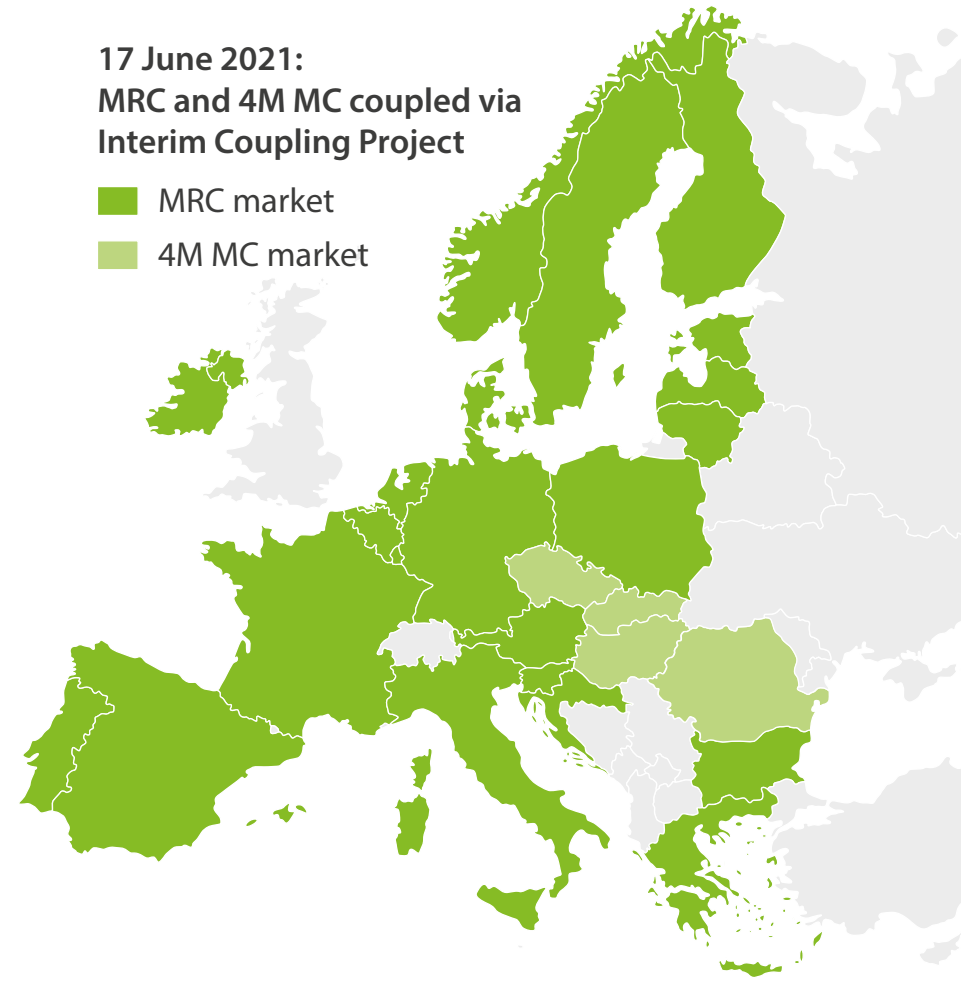 17 June 2021:
MRC and 4M MC coupled via
Interim Coupling Project
MRC market
4M MC market